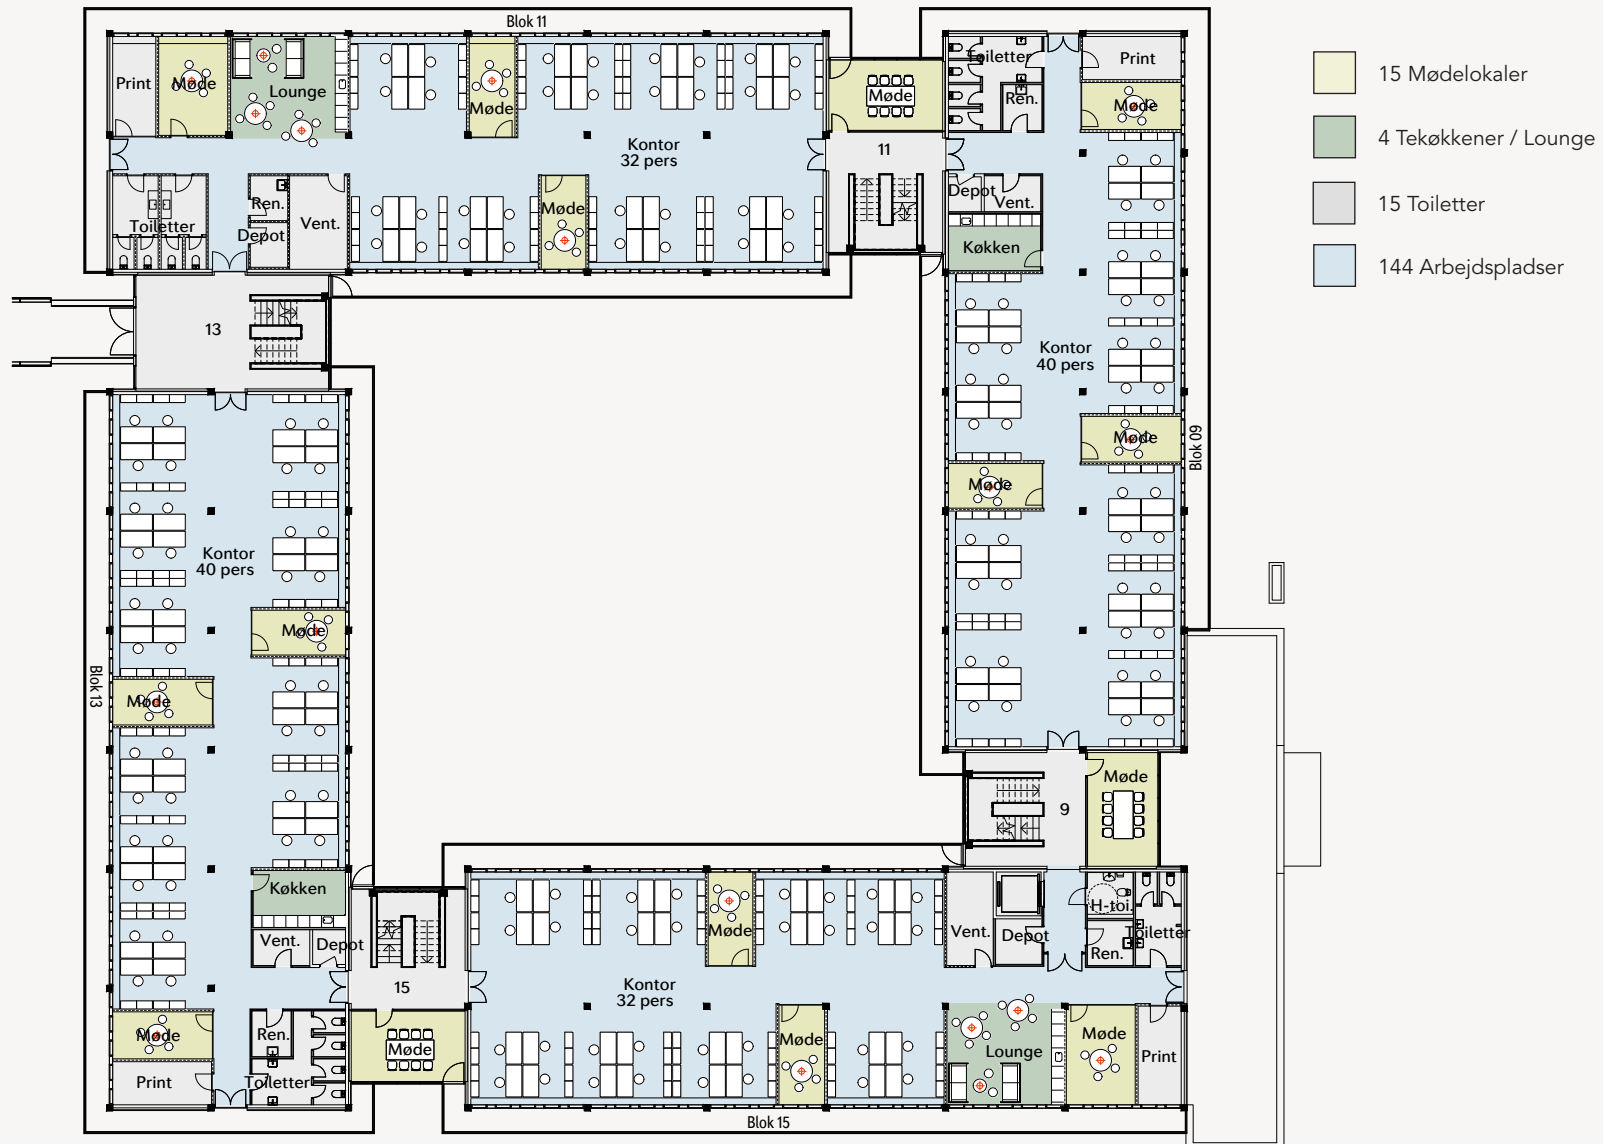 Blok 11
Print
Møde
Lounge
Møde
Kontor
32 pers
Møde
Toiletter
Ren.
Depot
Vent.
Møde
11
Toiletter
Ren.
Print
Møde
Depot
Vent.
Køkken
Kontor
40 pers
Møde
Møde
Blok 09
13
Kontor
40 pers
Møde
Møde
Blok 13
Køkken
Vent.
Depot
Møde
Print
Ren.
Toiletter
15
Møde
Møde
Kontor
32 pers
Møde
Lounge
Møde
Print
Vent.
Depot
H-toi.
Ren.
Toiletter
9
Møde
Blok 15
15 Mødelokaler
4 Tekøkkener / Lounge
15 Toiletter
144 Arbejdspladser